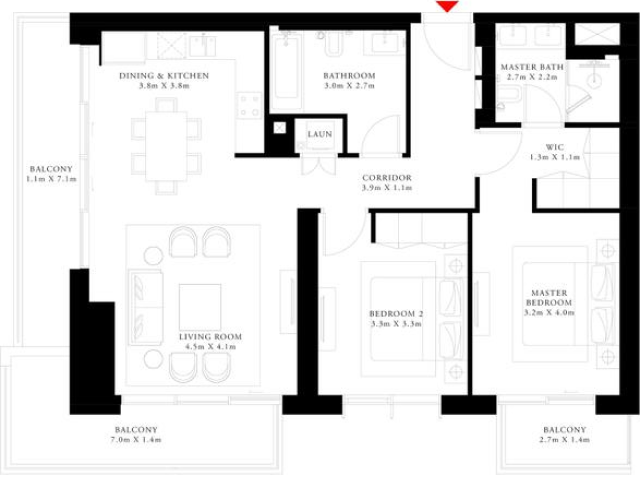 DINING & KITCHEN
3.8m X 3.8m
BATHROOM
3.0m X 2.7m
MASTER BATH
2.7m X 2.2m
LAUN
WIC
1.3m X 1.1m
BALCONY
1.1m X 7.1m
CORRIDOR
3.9m X 1.1m
MASTER
BEDROOM
3.2m X 4.0m
BEDROOM 2
3.3m X 3.3m
LIVING ROOM
4.5m X 4.1m
BALCONY
7.0m X 1.4m
BALCONY
2.7m X 1.4m